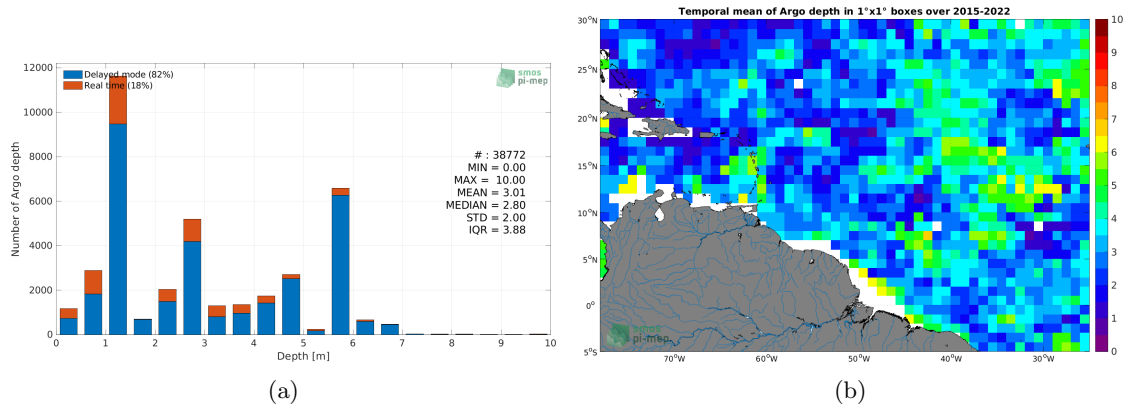 Delayed mode (82%)
Real time (18%)
smos
pi-mep
# : 38772
MIN = 0.00
MAX = 10.00
MEAN = 3.01
MEDIAN = 2.80
STD = 2.00
IQR = 3.88
12000
10000
8000
6000
4000
2000
0
Number of Argo depth
0 1 2 3 4 5 6 7 8 9 10
Depth [m]
(a)
Temporal mean of Argo depth in 1°x1° boxes over 2015-2022
30°N
25°N
20°N
15°N
10°N
5°N
0°
5°S
70°W 60°W 50°W 40°W 30°W
smos
pi-mep
10
9
8
7
6
5
4
3
2
1
0
(b)